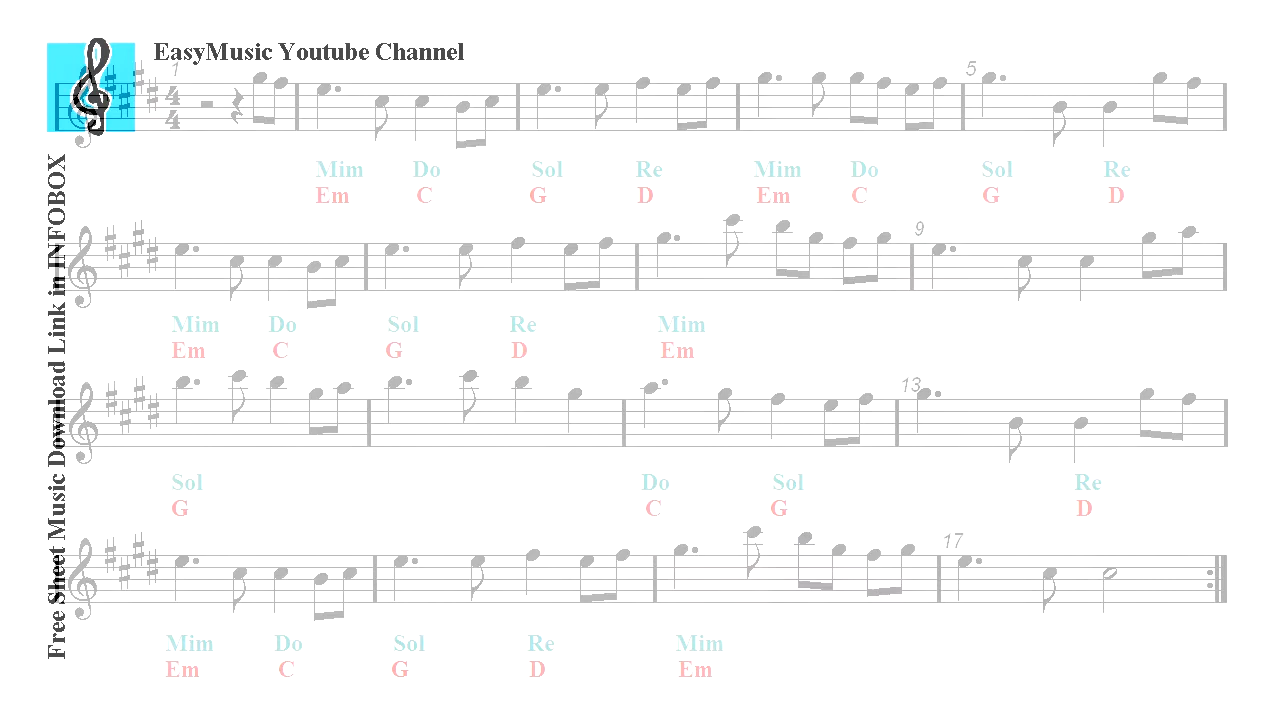 EasyMusic Youtube Channel
Free Sheet Music Download Link in INFOBOX
1 5
4
4
Mim Do Sol Re Mim Do Sol Re
Em C G D Em C G D
9
Mim Do Sol Re Mim
Em C G D Em
13
Sol Do Sol Re
G C G D
17
Mim Do Sol Re Mim
Em C G D Em